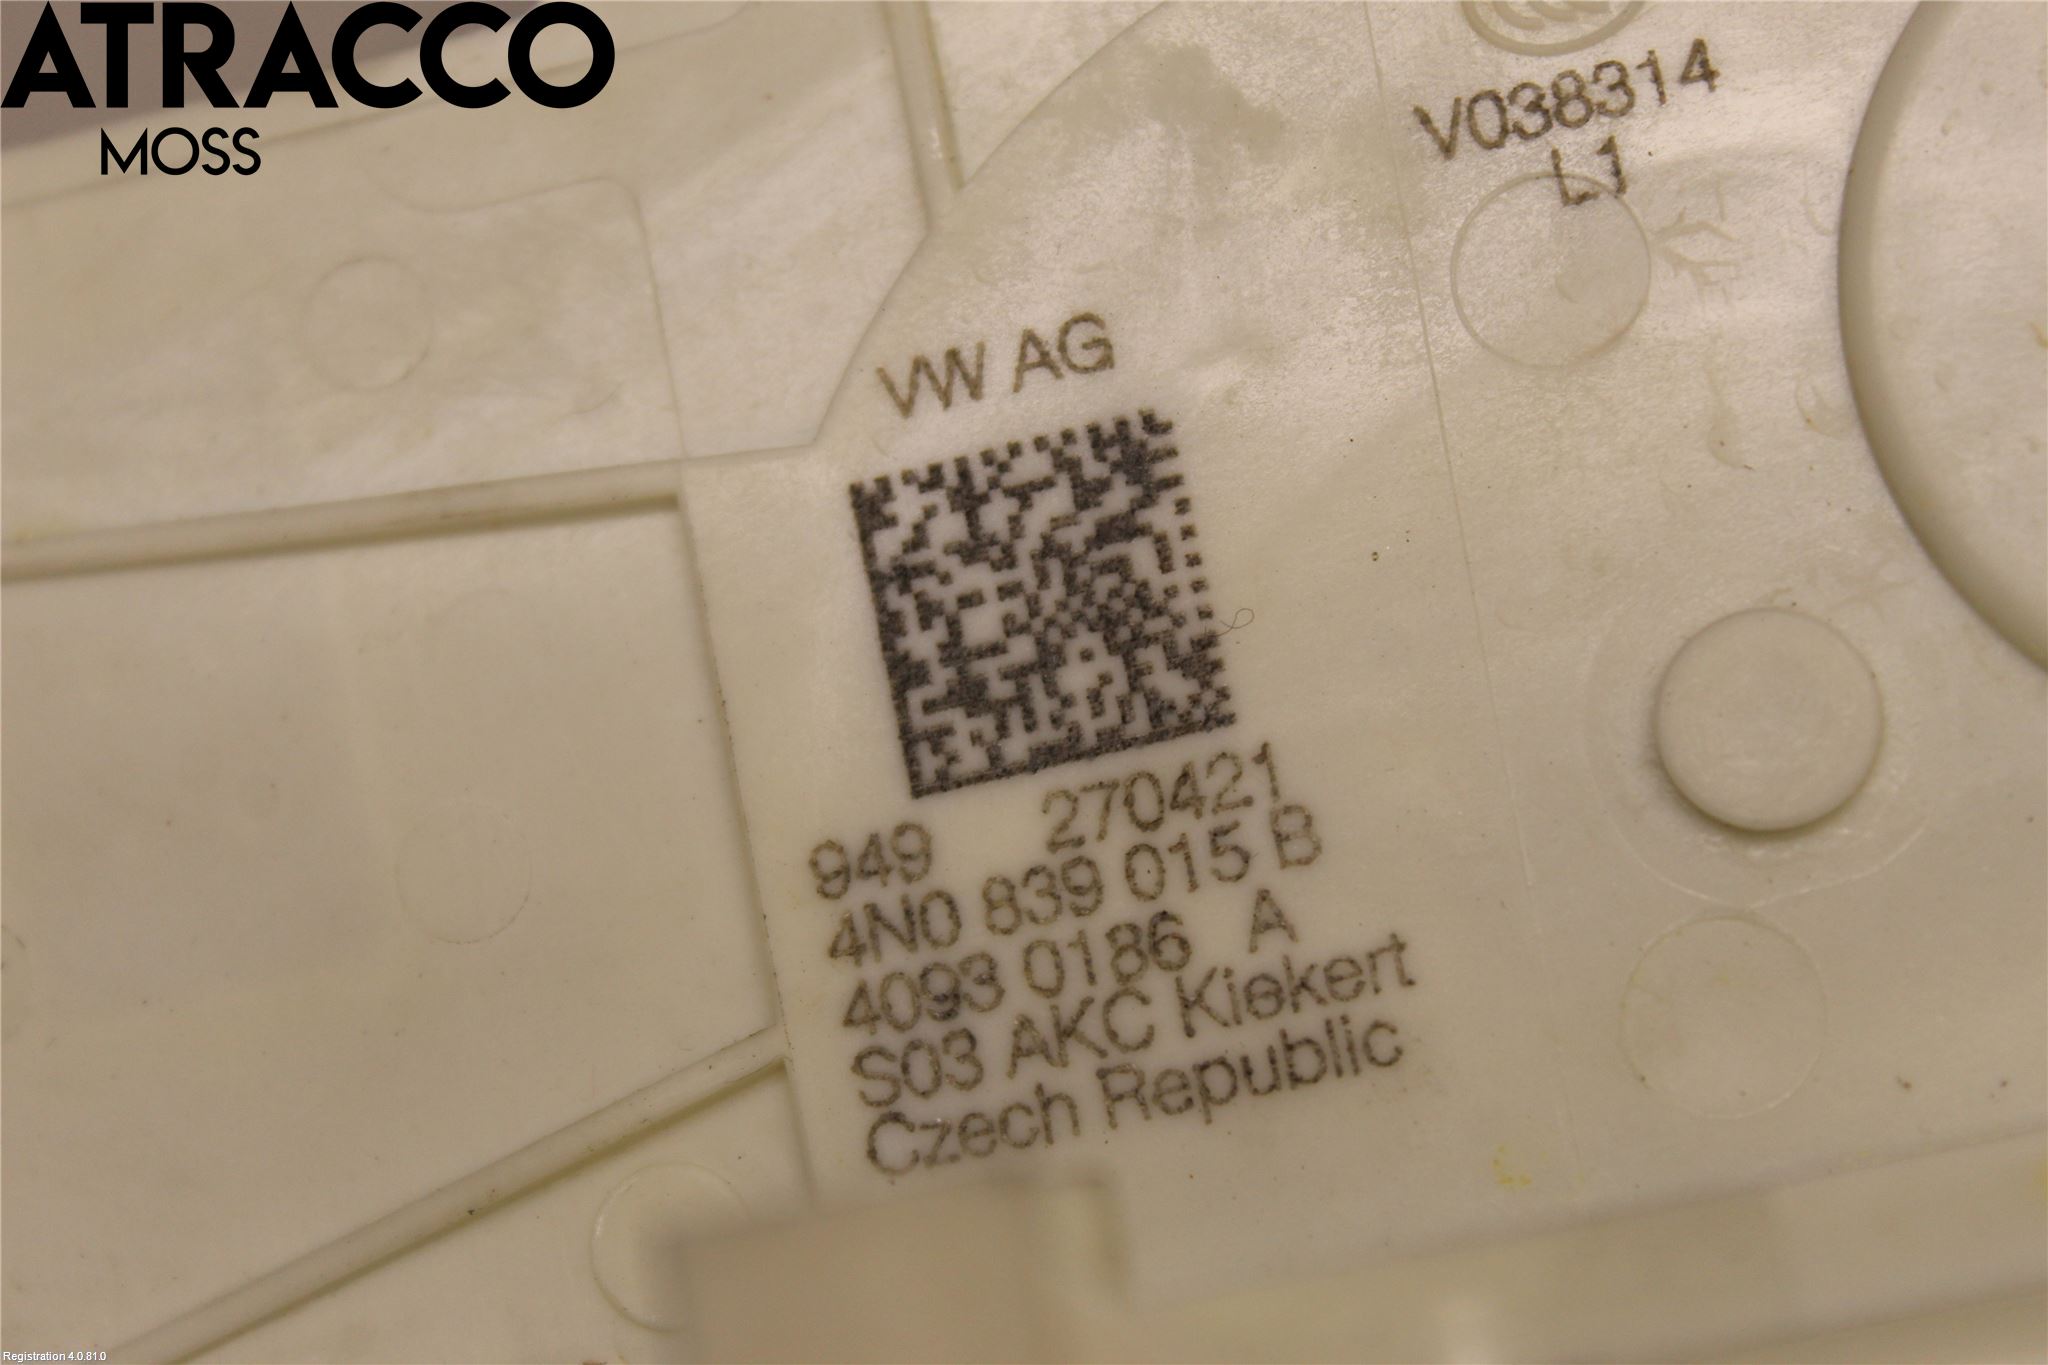 ATRACCO
MOSS
V038314
L1
VW AG
949 270421
4N0 839 015 B
4093 0186 A
S03 AKC Kiekert
Czech Republic
Registration 4.0.81.0